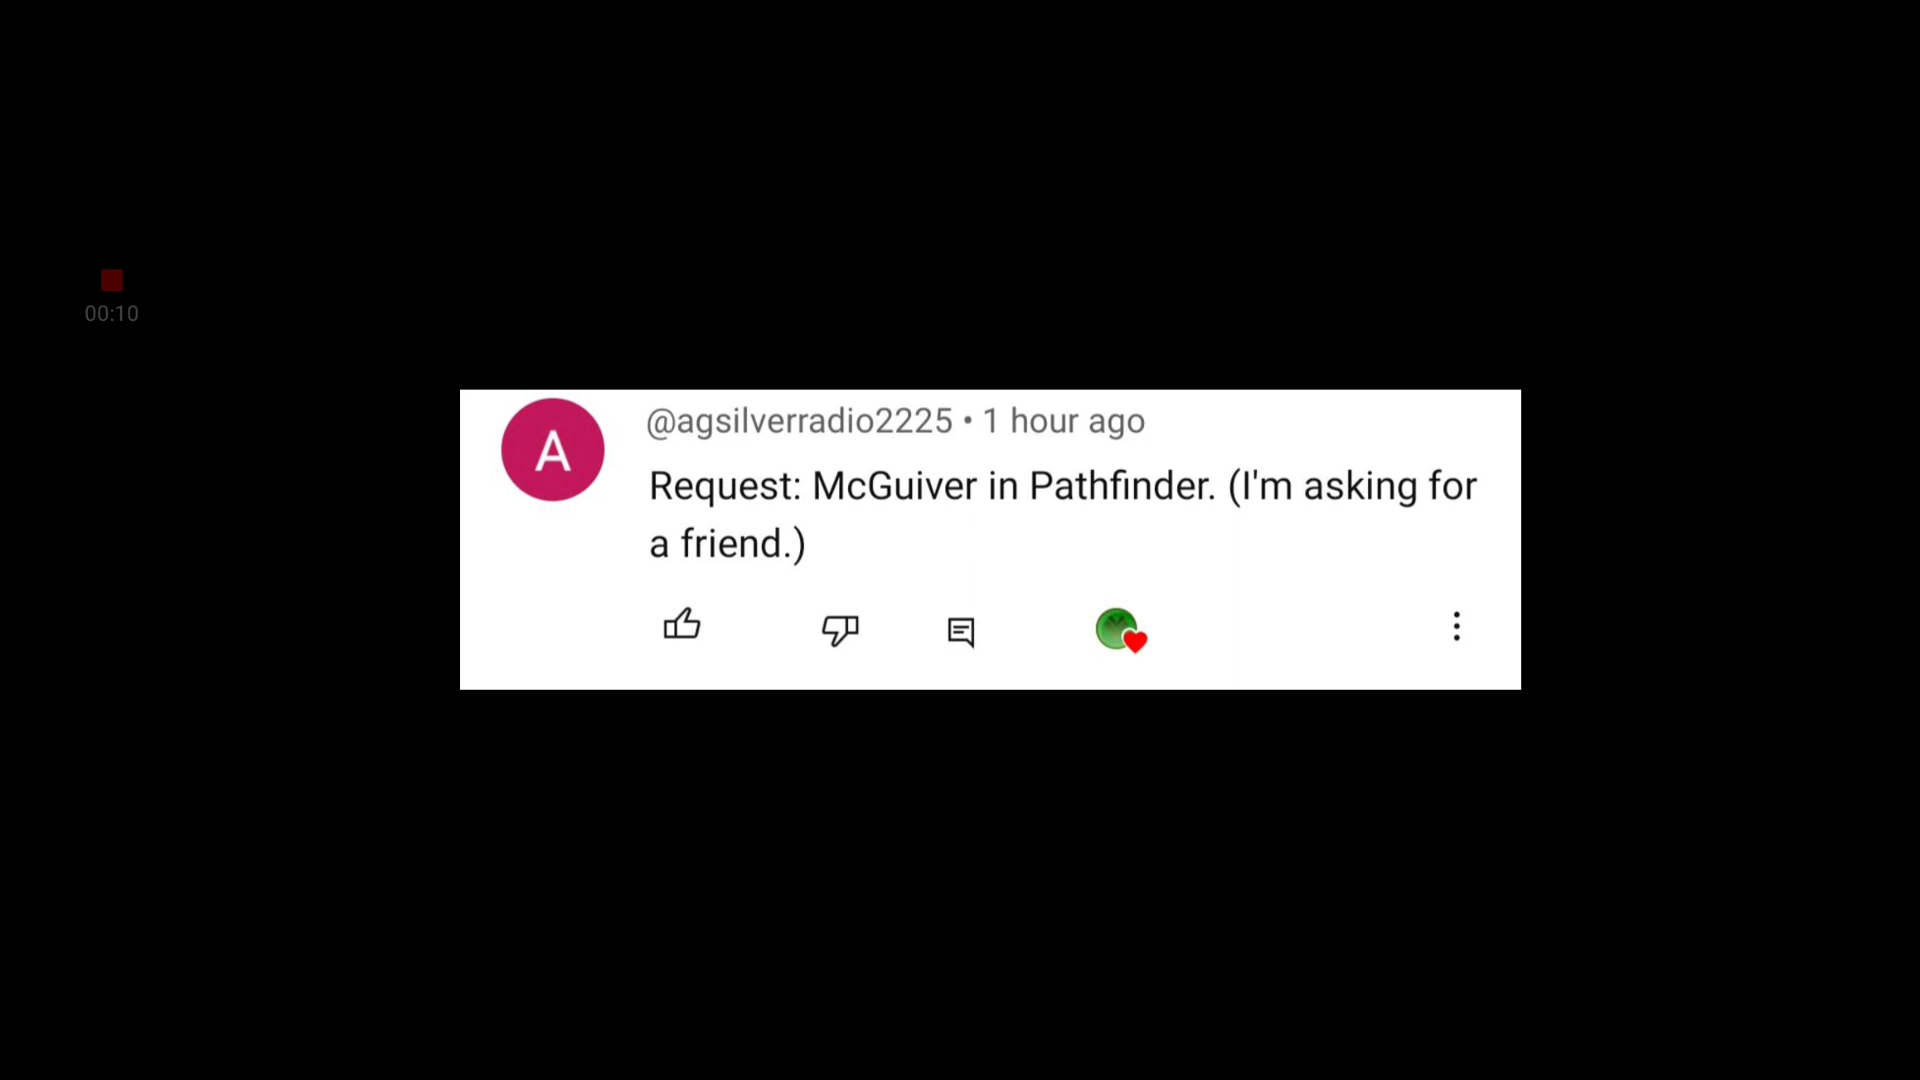 00:10
A
@agsilverradio2225 • 1 hour ago
Request: McGuiver in Pathfinder. (I'm asking for
a friend.)